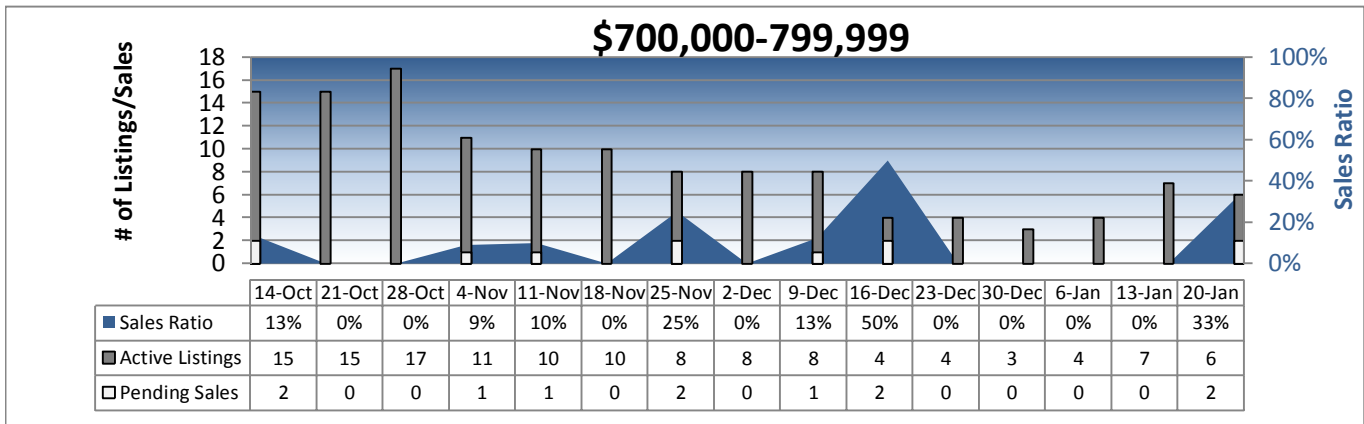 $700,000-799,999
# of Listings/Sales
18 100%
16
14 80%
12
10 60%
8
6 40%
4 20%
2
0 0%
Sales Ratio
14-Oct 21-Oct 28-Oct 4-Nov 11-Nov 18-Nov 25-Nov 2-Dec 9-Dec 16-Dec 23-Dec 30-Dec 6-Jan 13-Jan 20-Jan
Sales Ratio 13% 0% 0% 9% 10% 0% 25% 0% 13% 50% 0% 0% 0% 0% 33%
Active Listings 15 15 17 11 10 10 8 8 8 4 4 3 4 7 6
Pending Sales 2 0 0 1 1 0 2 0 1 2 0 0 0 0 2